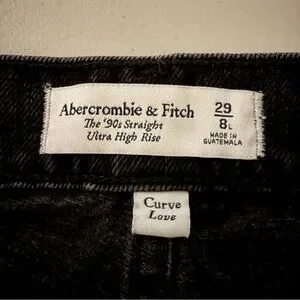 Abercrombie & Fitch
The '90s Straight
Ultra High Rise
29
8L
MADE IN
GUATEMALA
Curve
Love